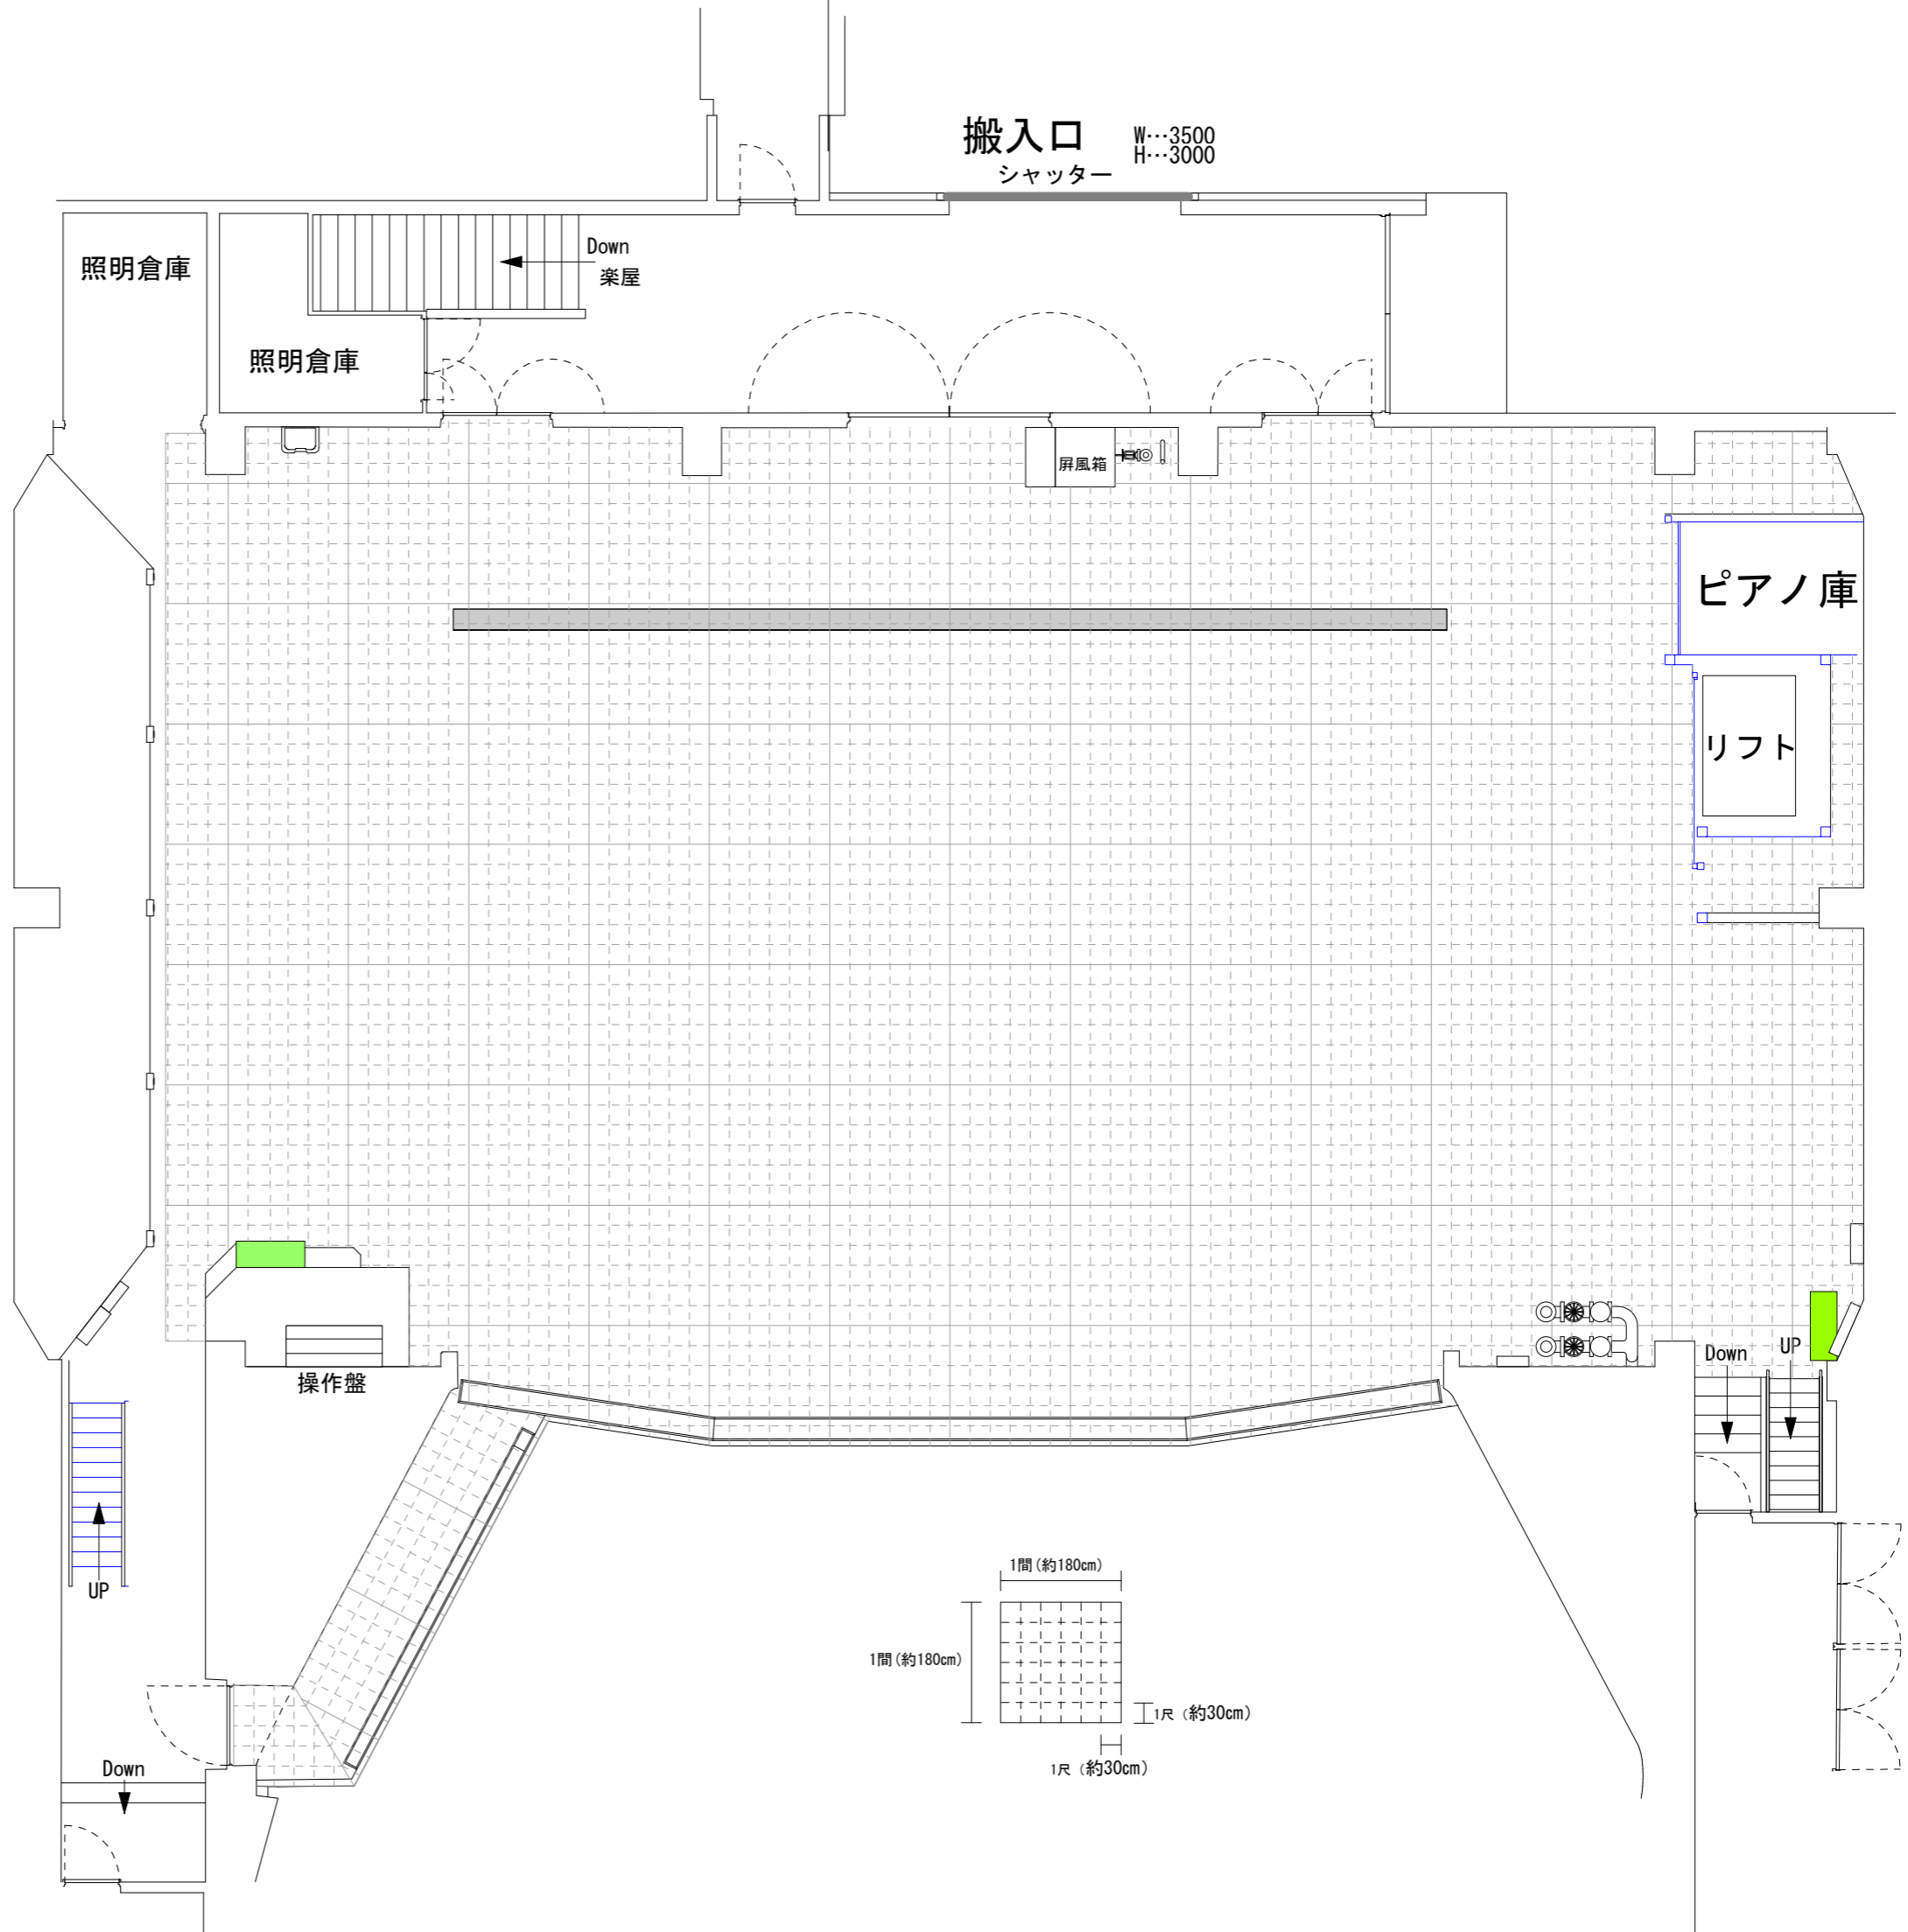 搬入口
W…3500
H…3000
シャッター
照明倉庫
Down
楽屋
照明倉庫
屏風箱
ピアノ庫
リフト
操作盤
Down
UP
UP
1間(約180㎝)
1間(約180㎝)
1尺（約30㎝）
1尺（約30㎝）
Down